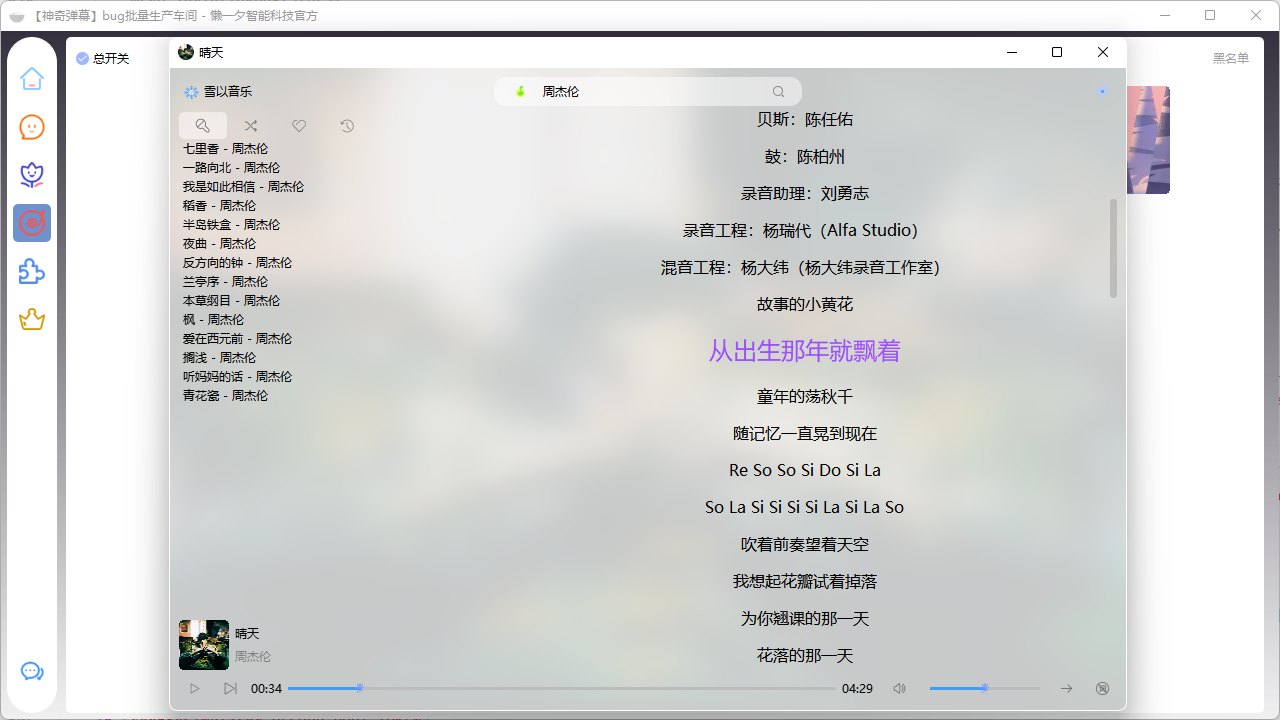 【神奇弹幕】bug批量生产车间 - 懒一夕智能科技官方
总开关
黑名单
晴天
雪以音乐
周杰伦
七里香 - 周杰伦
一路向北 - 周杰伦
我是如此相信 - 周杰伦
稻香 - 周杰伦
半岛铁盒 - 周杰伦
夜曲 - 周杰伦
反方向的钟 - 周杰伦
兰亭序 - 周杰伦
本草纲目 - 周杰伦
枫 - 周杰伦
爱在西元前 - 周杰伦
搁浅 - 周杰伦
听妈妈的话 - 周杰伦
青花瓷 - 周杰伦
贝斯：陈任佑
鼓：陈柏州
录音助理：刘勇志
录音工程：杨瑞代（Alfa Studio）
混音工程：杨大纬（杨大纬录音工作室）
故事的小黄花
从出生那年就飘着
童年的荡秋千
随记忆一直晃到现在
Re So So Si Do Si La
So La Si Si Si Si La Si La So
吹着前奏望着天空
我想起花瓣试着掉落
为你翘课的那一天
花落的那一天
晴天
周杰伦
00:34
04:29